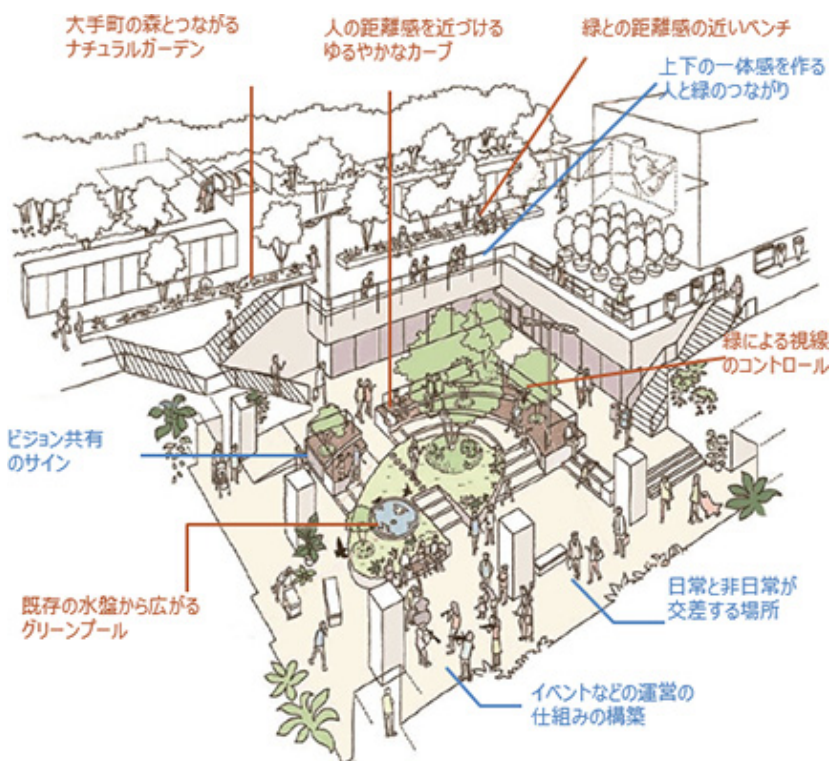 大手町の森とつながる
ナチュラルガーデン
人の距離感を近づける
ゆるやかなカーブ
緑との距離感の近いベンチ
上下の一体感を作る
人と緑のつながり
緑による視線
のコントロール
ビジョン共有
のサイン
既存の水盤から広がる
グリーンプール
日常と非日常が
交差する場所
イベントなどの運営の
仕組みの構築